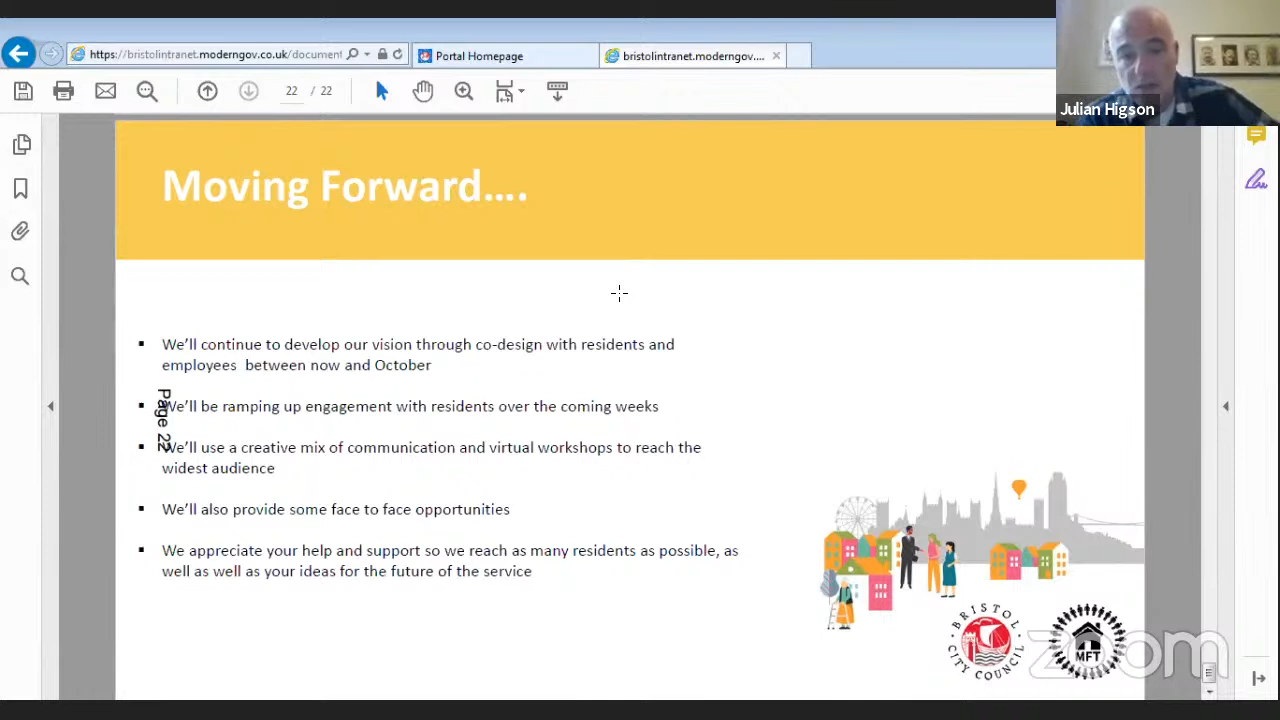 https://bristolintranet.moderngov.co.uk/document
Portal Homepage
bristolintranet.moderngov....
22 / 22
Julian Higson
Moving Forward....
We'll continue to develop our vision through co-design with residents and
employees between now and October
We'll be ramping up engagement with residents over the coming weeks
We'll use a creative mix of communication and virtual workshops to reach the
widest audience
We'll also provide some face to face opportunities
We appreciate your help and support so we reach as many residents as possible, as
well as well as your ideas for the future of the service
Page 22
BRISTOL
CITY COUNCIL
MFT
zoom